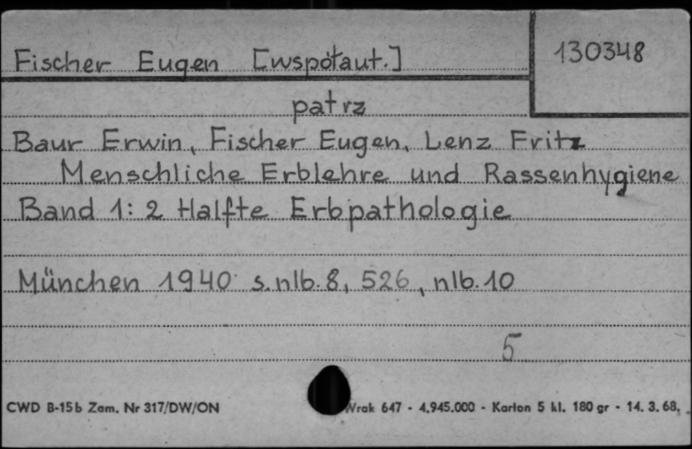 Fischer Eugen [współaut.]
130348
patrz
Baur Erwin, Fischer Eugen, Lenz Fritz
Menschliche Erblehre und Rassenhygiene
Band 1: 2 Halfte Erbpathologie
München 1940 s.nlb.8, 526, nlb.10
5
CWD B-15b Zam. Nr 317/DW/ON
Wrak 647 - 4.945.000 - Karton 5 kl. 180 gr - 14. 3. 68,